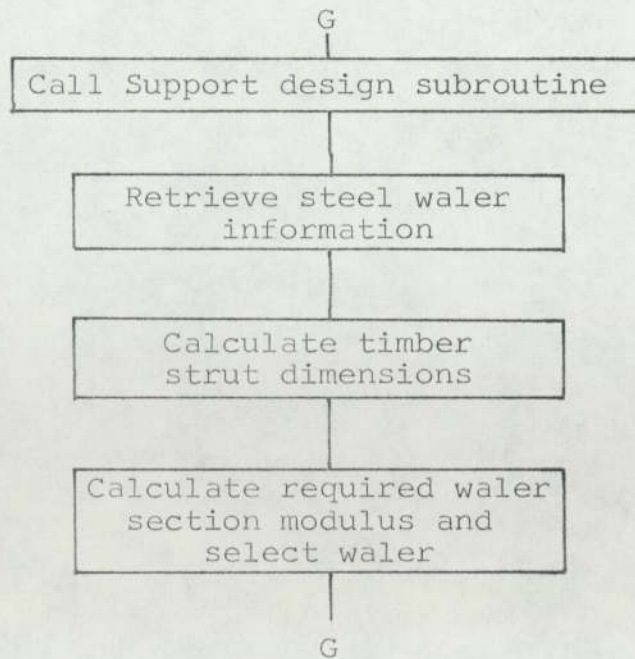 G
Call Support design subroutine
Retrieve steel waler
information
Calculate timber
strut dimensions
Calculate required waler
section modulus and
select waler
G